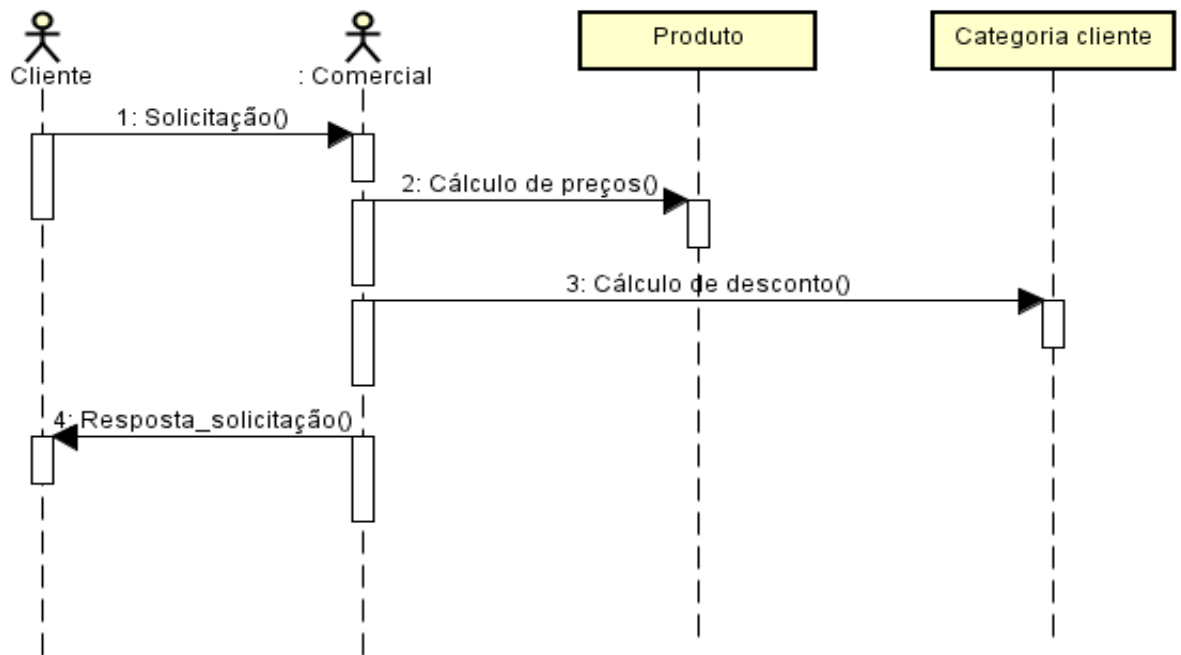 Produto
Categoria cliente
Cliente
: Comercial
1: Solicitação()
2: Cálculo de preços()
3: Cálculo de desconto()
4: Resposta_solicitação()